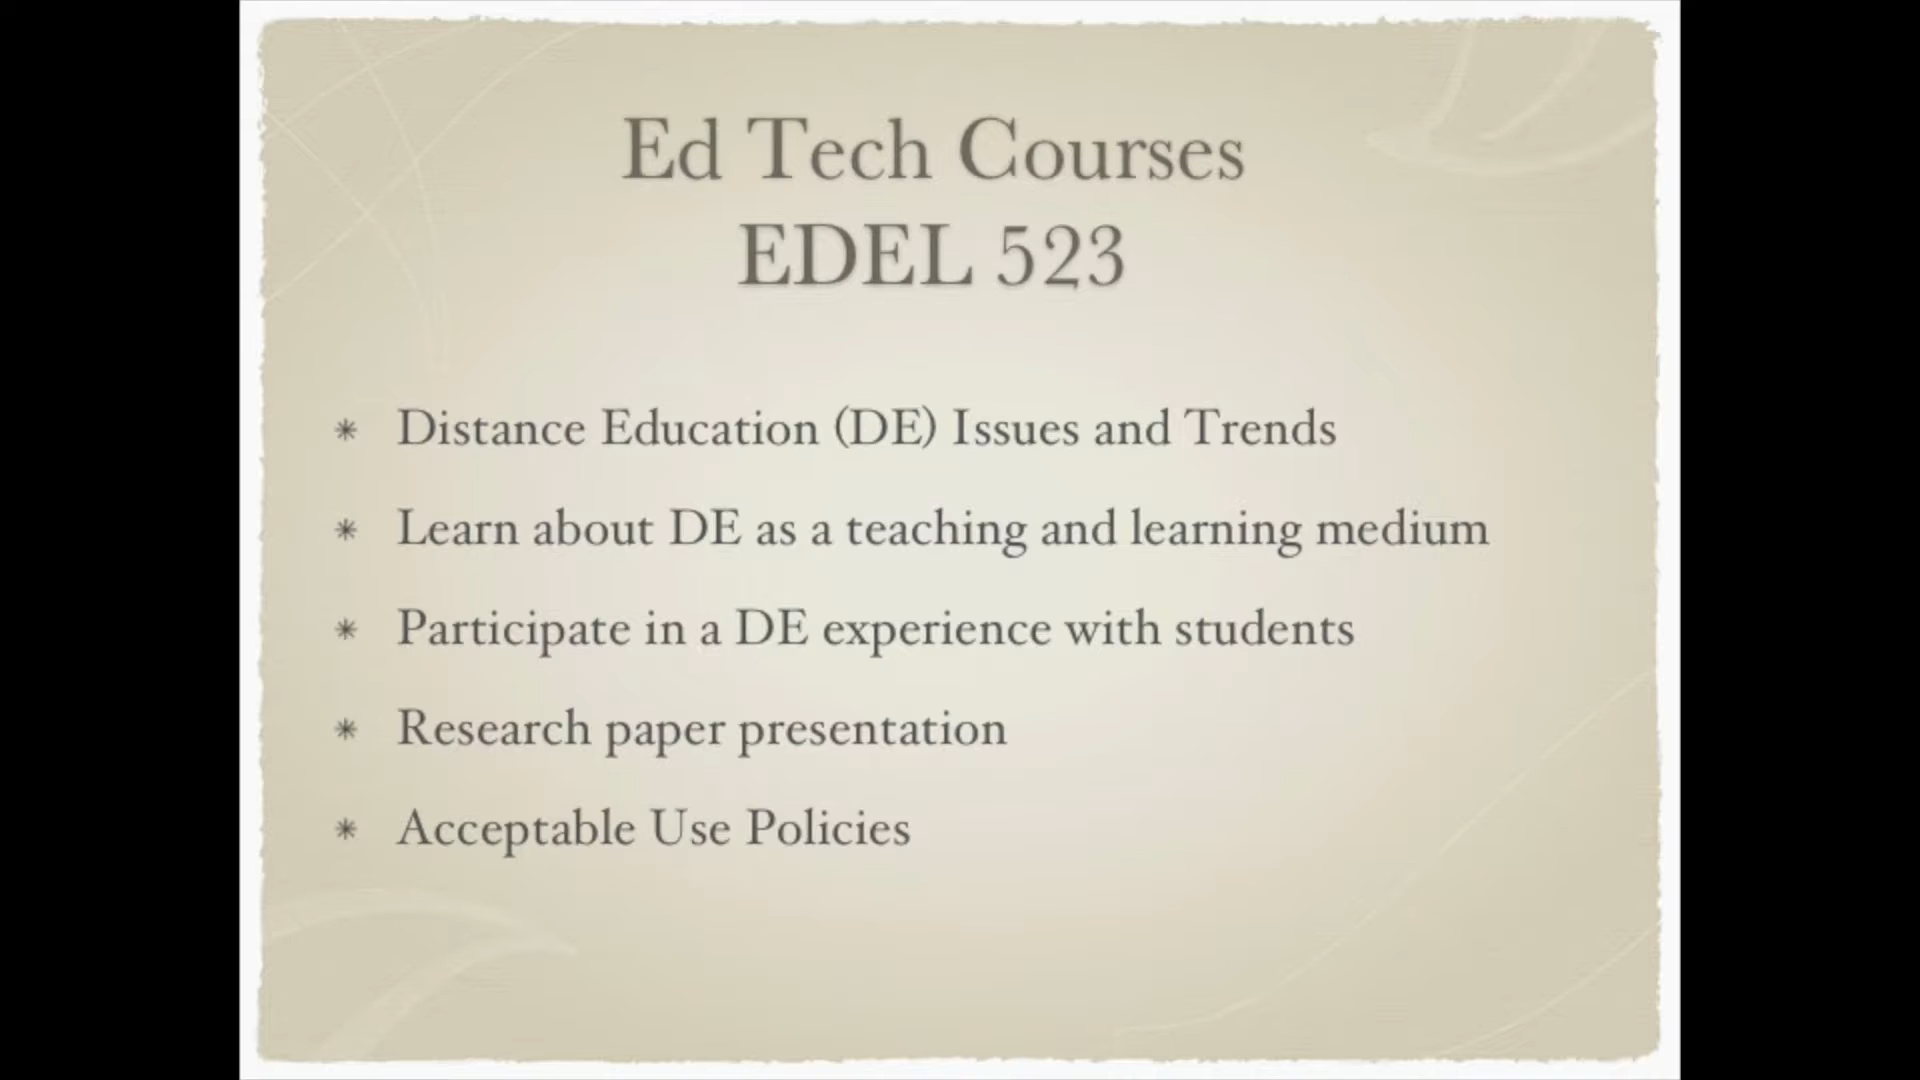 Ed Tech Courses
EDEL 523
* Distance Education (DE) Issues and Trends
* Learn about DE as a teaching and learning medium
* Participate in a DE experience with students
* Research paper presentation
* Acceptable Use Policies